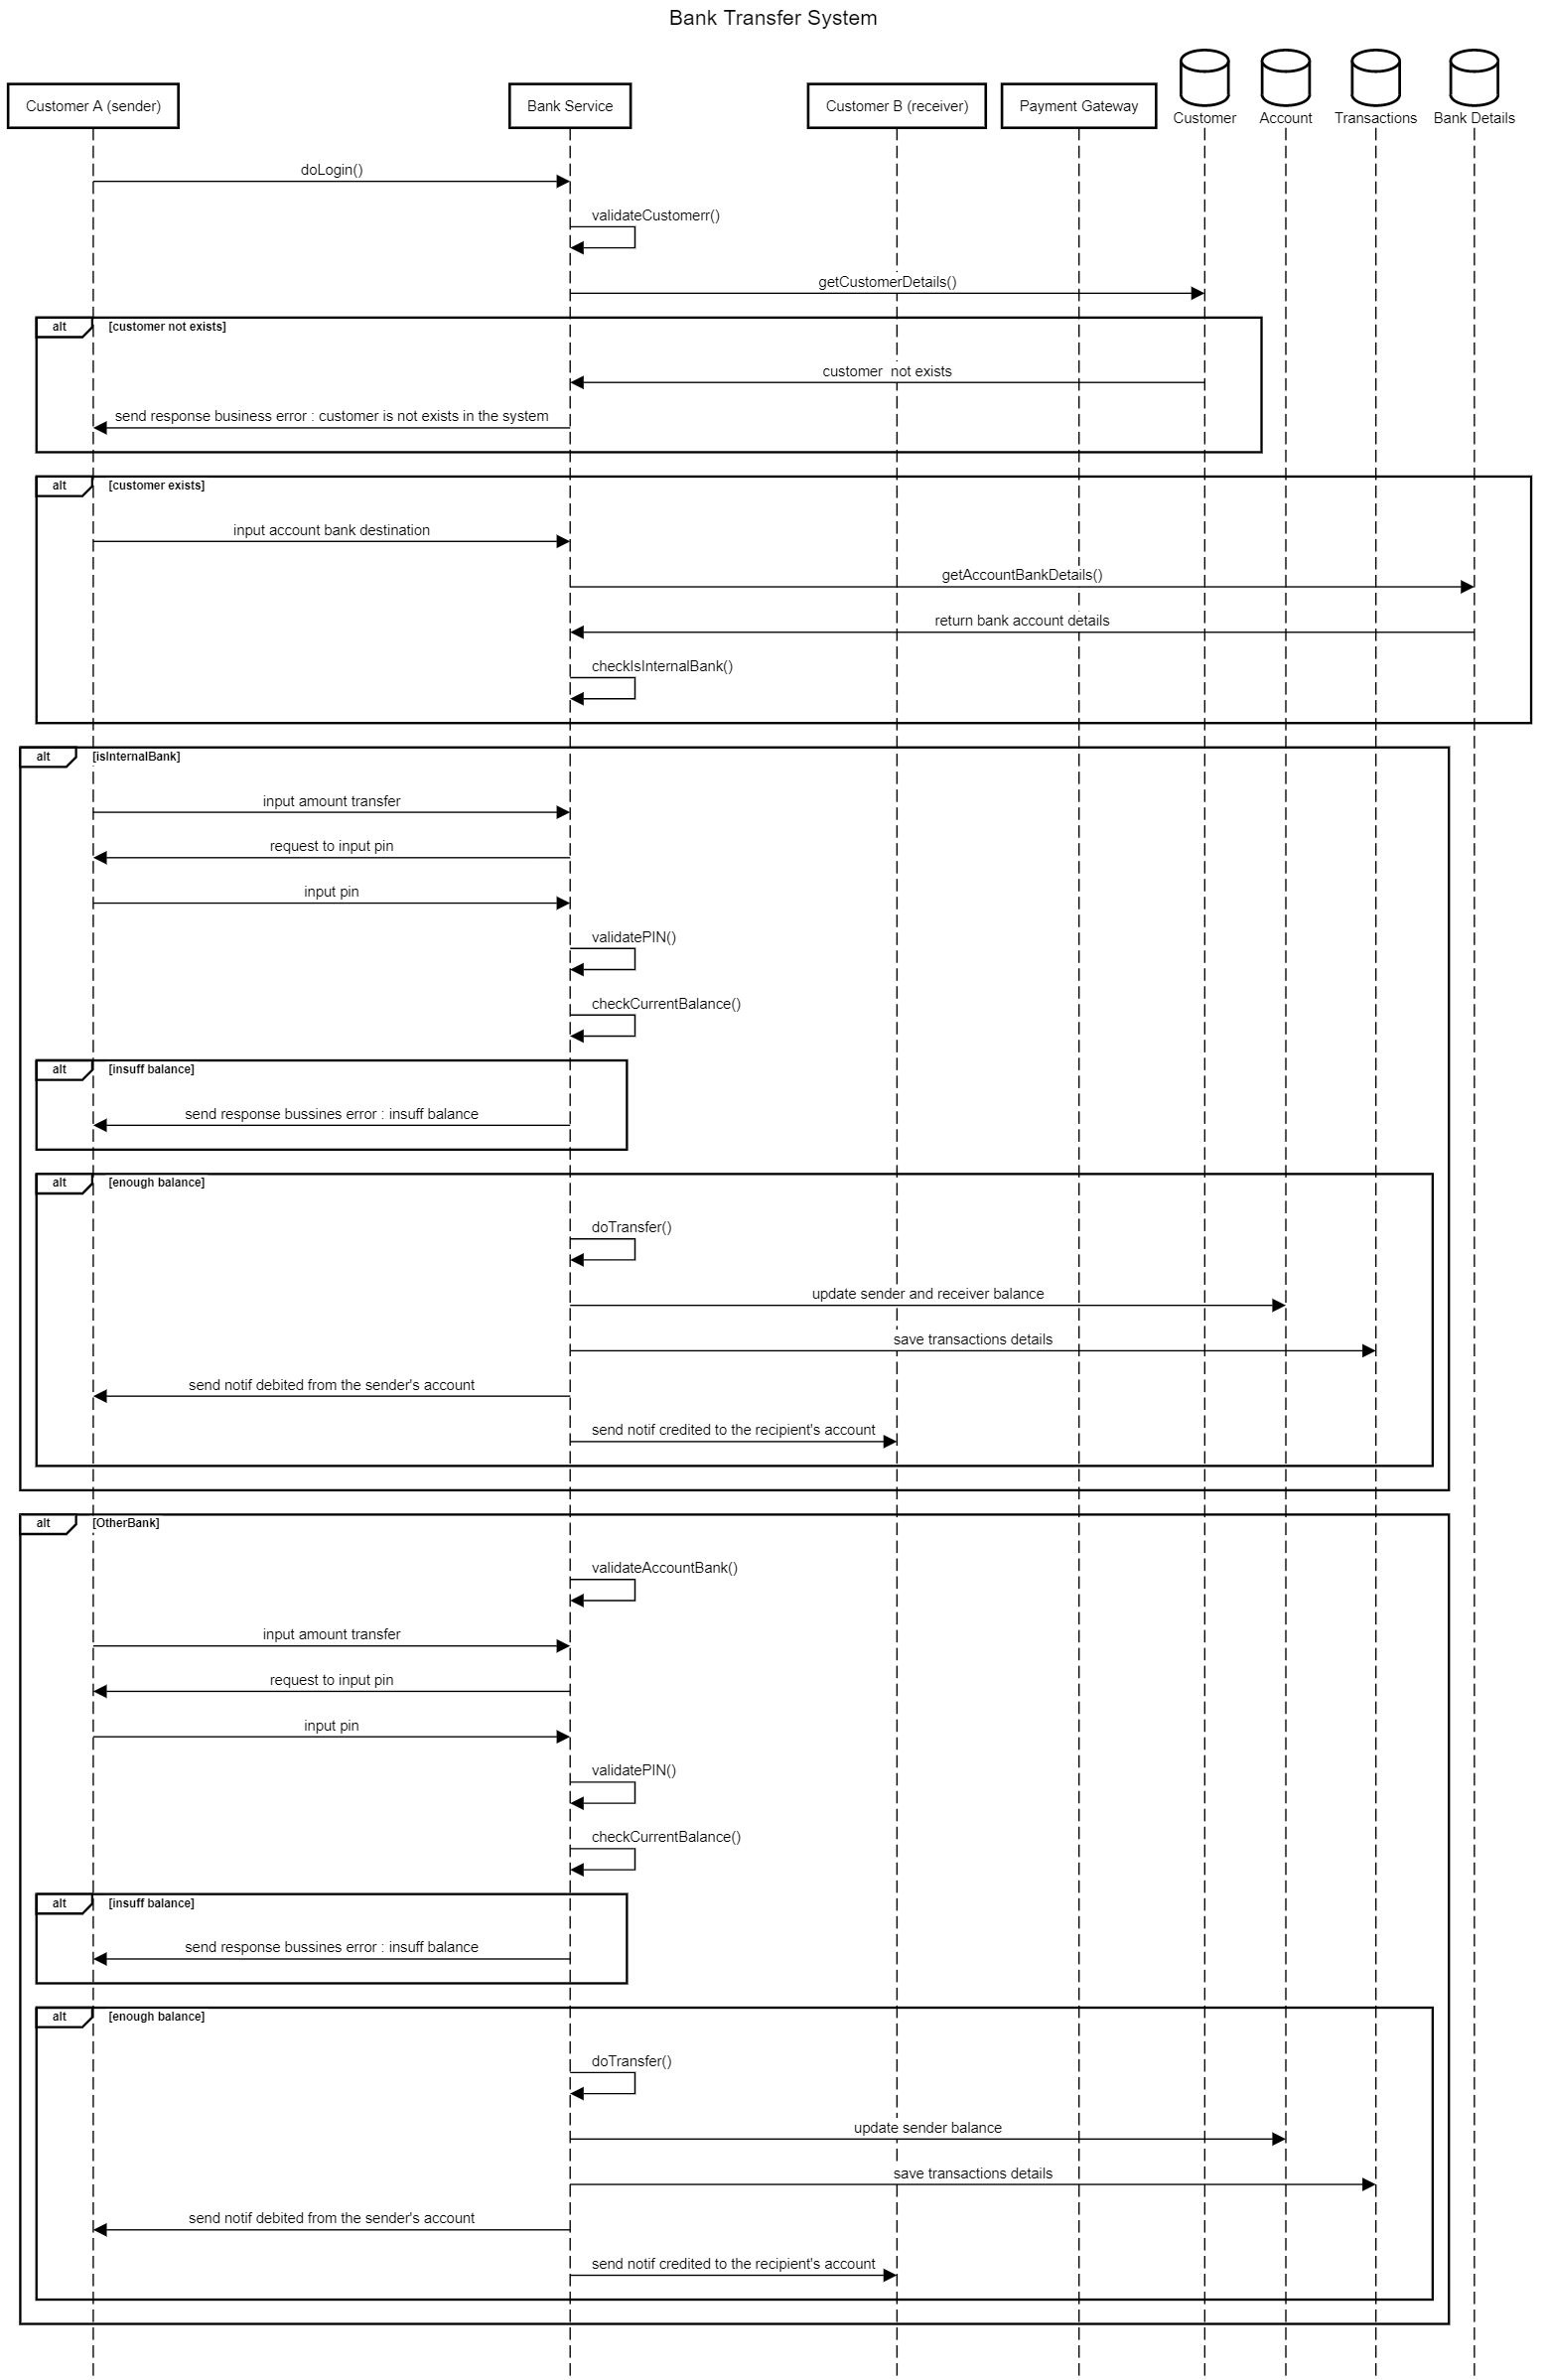 Bank Transfer System
Customer A (sender)
Bank Service
Customer B (receiver)
Payment Gateway
Customer
Account
Transactions
Bank Details
doLogin()
validateCustomerr()
getCustomerDetails()
alt
[customer not exists]
customer  not exists
send response business error : customer is not exists in the system
alt
[customer exists]
input account bank destination
getAccountBankDetails()
return bank account details
checkIsInternalBank()
alt
[isInternalBank]
input amount transfer
request to input pin
input pin
validatePIN()
checkCurrentBalance()
alt
[insuff balance]
send response bussines error : insuff balance
alt
[enough balance]
doTransfer()
update sender and receiver balance
save transactions details
send notif debited from the sender's account
send notif credited to the recipient's account
alt
[OtherBank]
validateAccountBank()
input amount transfer
request to input pin
input pin
validatePIN()
checkCurrentBalance()
alt
[insuff balance]
send response bussines error : insuff balance
alt
[enough balance]
doTransfer()
update sender balance
save transactions details
send notif debited from the sender's account
send notif credited to the recipient's account